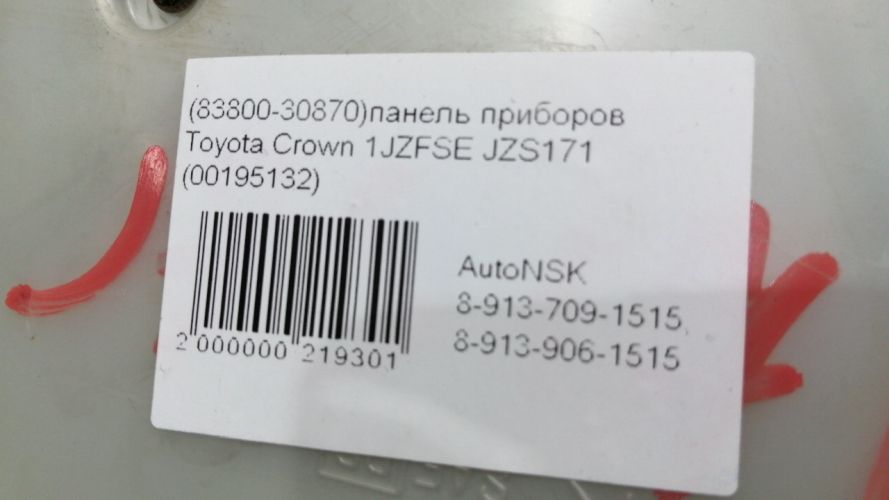 (83800-30870)панель приборов
Toyota Crown 1JZFSE JZS171
(00195132)
2 000000 219301
AutoNSK
8-913-709-1515,
8-913-906-1515